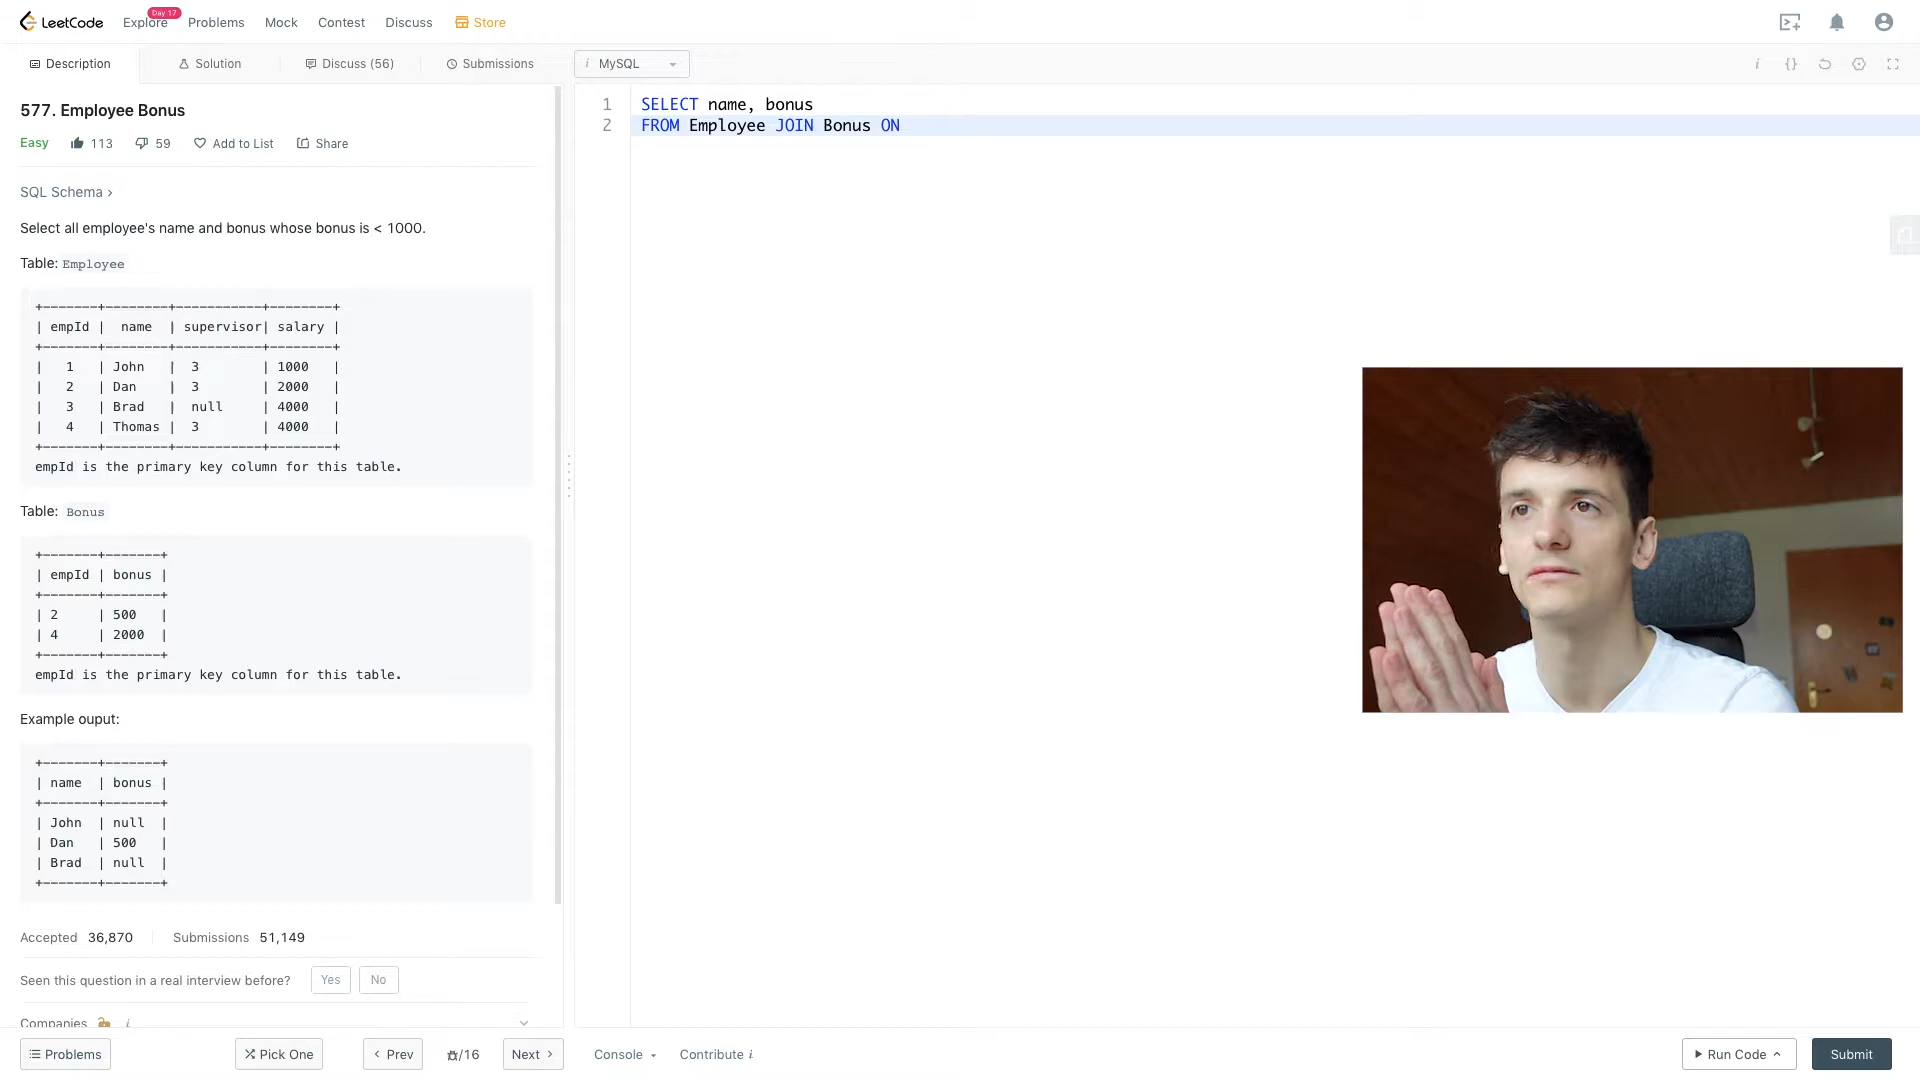 LeetCode Explore Day 17 Problems Mock Contest Discuss Store
Description Solution Discuss (56) Submissions i MySQL i {}
577. Employee Bonus
Easy 113 59 Add to List Share
SQL Schema ›
Select all employee's name and bonus whose bonus is < 1000.
Table: Employee
+-------+--------+-----------+--------+
| empId | name | supervisor| salary |
+-------+--------+-----------+--------+
| 1 | John | 3 | 1000 |
| 2 | Dan | 3 | 2000 |
| 3 | Brad | null | 4000 |
| 4 | Thomas | 3 | 4000 |
+-------+--------+-----------+--------+
empId is the primary key column for this table.
Table: Bonus
+-------+-------+
| empId | bonus |
+-------+-------+
| 2 | 500 |
| 4 | 2000 |
+-------+-------+
empId is the primary key column for this table.
Example ouput:
+-------+-------+
| name | bonus |
+-------+-------+
| John | null |
| Dan | 500 |
| Brad | null |
+-------+-------+
Accepted 36,870 Submissions 51,149
Seen this question in a real interview before? Yes No
Companies i
Problems Pick One ‹ Prev /16 Next ›
1 SELECT name, bonus
2 FROM Employee JOIN Bonus ON
Console Contribute i Run Code Submit